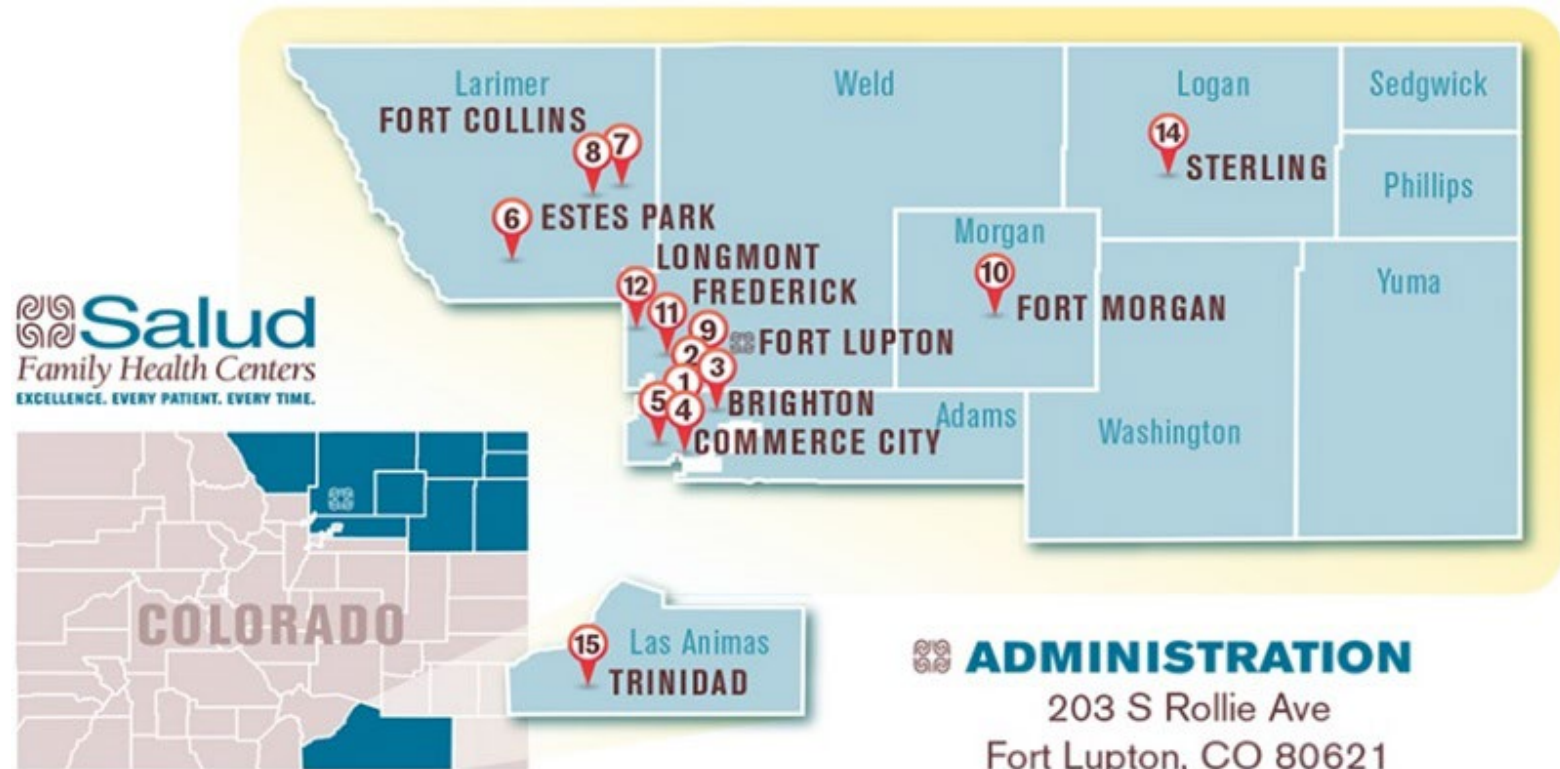 Larimer
Weld
Logan
Sedgwick
FORT COLLINS
8
7
14
STERLING
Phillips
6
ESTES PARK
Morgan
LONGMONT
12
FREDERICK
10
FORT MORGAN
Yuma
11
9
FORT LUPTON
2
3
1
5
4
BRIGHTON
Adams
COMMERCE CITY
Washington
Salud
Family Health Centers
EXCELLENCE. EVERY PATIENT. EVERY TIME.
COLORADO
15
Las Animas
TRINIDAD
ADMINISTRATION
203 S Rollie Ave
Fort Lupton, CO 80621